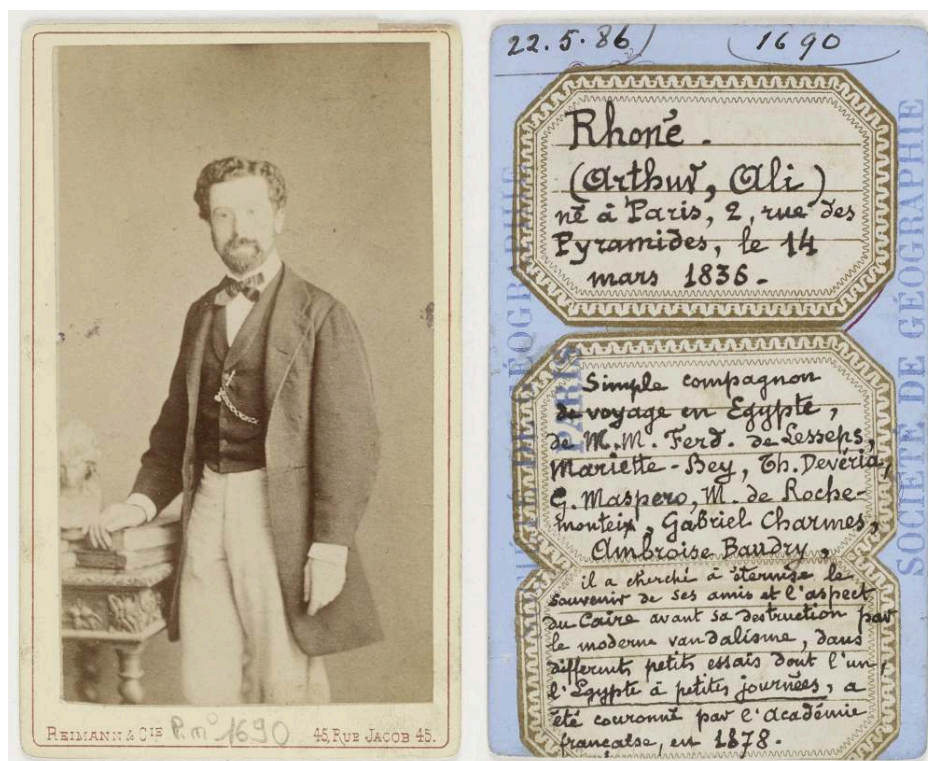 REIMANN & CIE
P. n° 1690
45, RUE JACOB 45.
22.5.86
1690
Rhoné.
(Arthur, Ali)
né à Paris, 2, rue des
Pyramides, le 14
mars 1836.-
Simple compagnon
de voyage en Egypte,
de M.M. Ferd. de Lesseps,
Mariette-Bey, Th. Devéria,
G. Maspero, M. de Roche-
monteix, Gabriel Charmes,
Ambroise Baudry,
il a cherché à éterniser le
souvenir de ses amis et l'aspect
du Caire avant sa destruction par
le moderne vandalisme, dans
différents petits essais dont l'un,
l'Egypte à petites journées, a
été couronné par l'Académie
française, en 1878.
SOCIÉTÉ DE GÉOGRAPHIE
PARIS
SOCIÉTÉ DE GÉOGRAPHIE